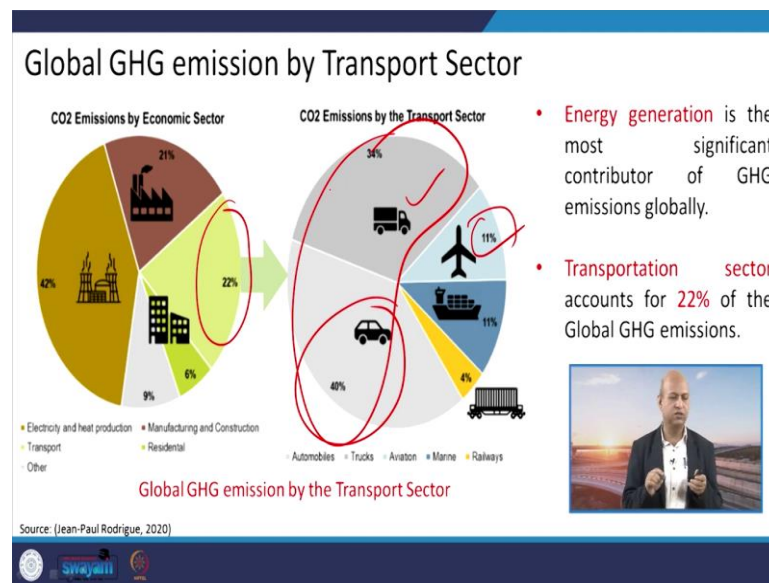 Global GHG emission by Transport Sector
CO2 Emissions by Economic Sector
21%
22%
42%
6%
9%
Electricity and heat production
Manufacturing and Construction
Transport
Residental
Other
CO2 Emissions by the Transport Sector
34%
11%
11%
40%
4%
Automobiles
Trucks
Aviation
Marine
Railways
Global GHG emission by the Transport Sector
• Energy generation is the
most significant
contributor of GHG
emissions globally.
• Transportation sector
accounts for 22% of the
Global GHG emissions.
Source: (Jean-Paul Rodrigue, 2020)
swayam